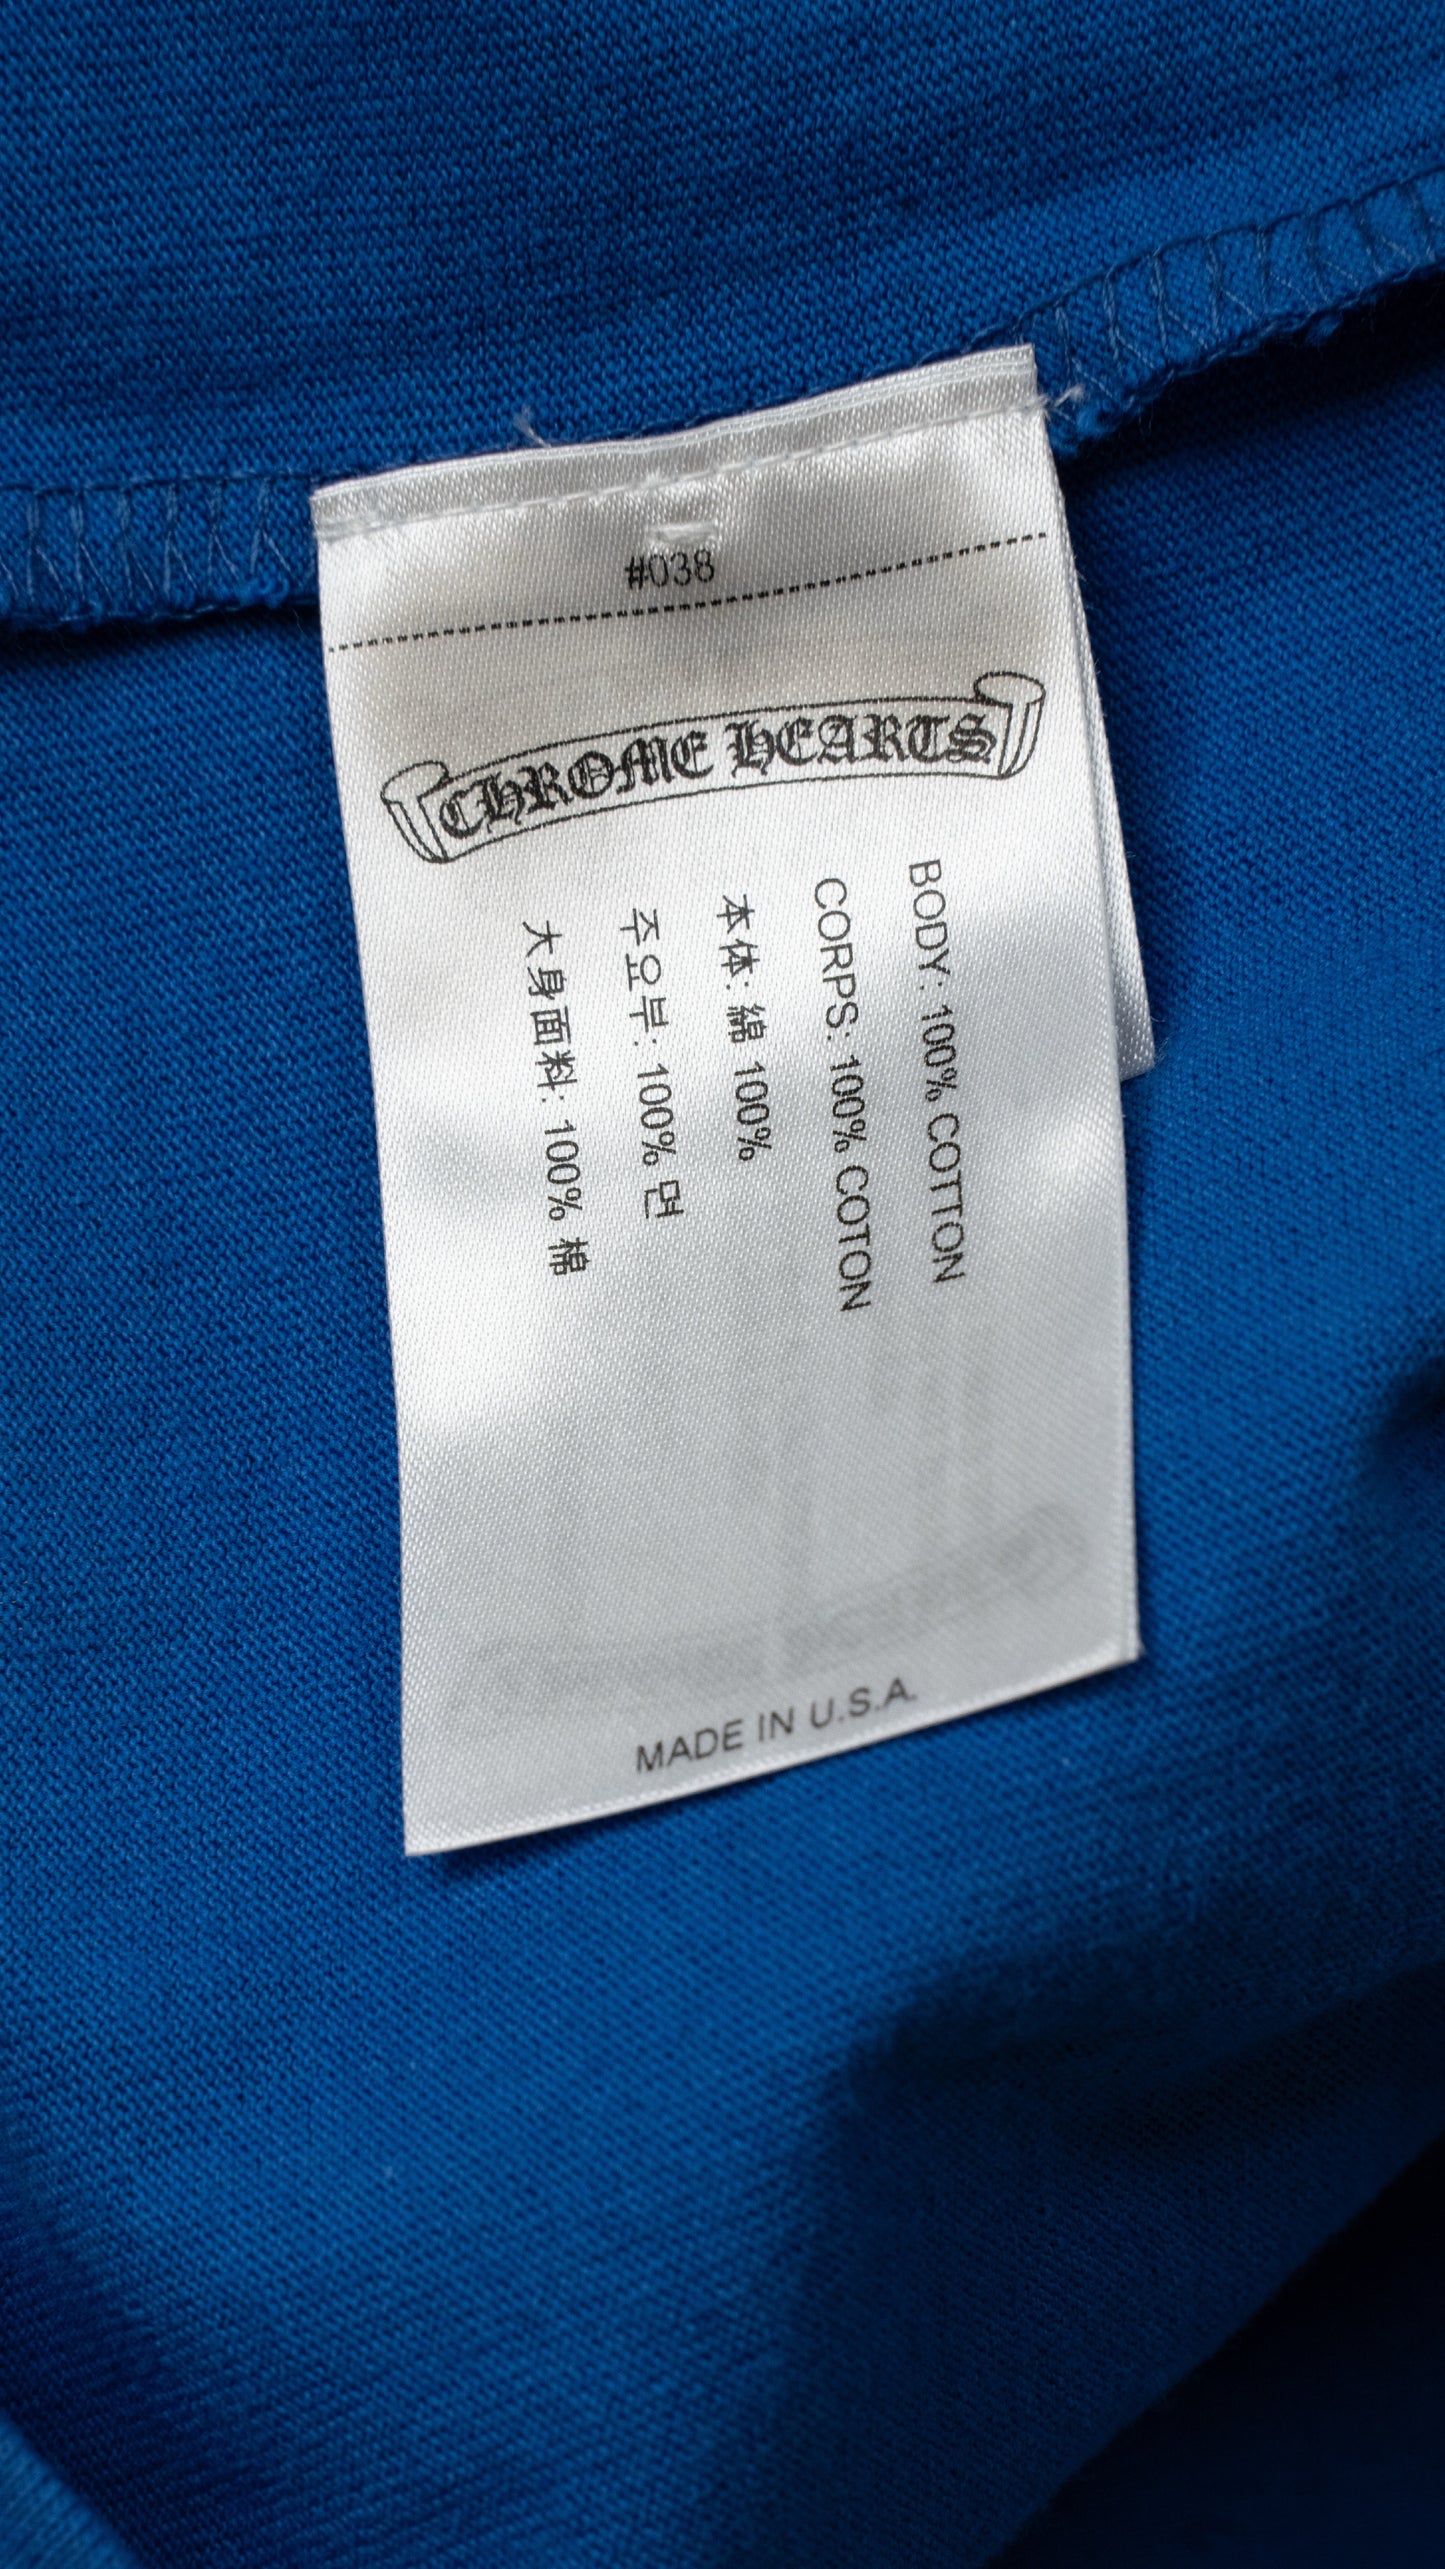 #038
CHROME HEARTS
BODY: 100% COTTON
CORPS: 100% COTON
本体: 綿 100%
주요부: 100% 면
大身面料: 100% 棉
MADE IN U.S.A.